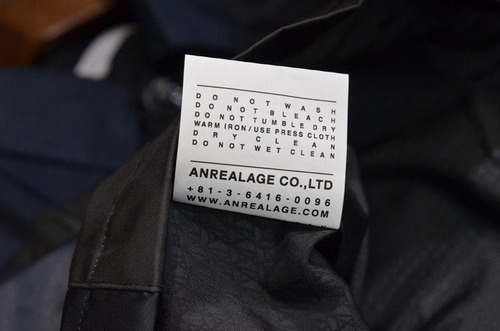 DO NOT WASH
DO NOT BLEACH
DO NOT TUMBLE DRY
WARM IRON/USE PRESS CLOTH
DRY CLEAN
DO NOT WET CLEAN
ANREALAGE CO.,LTD
+81-3-6416-0096
WWW.ANREALAGE.COM